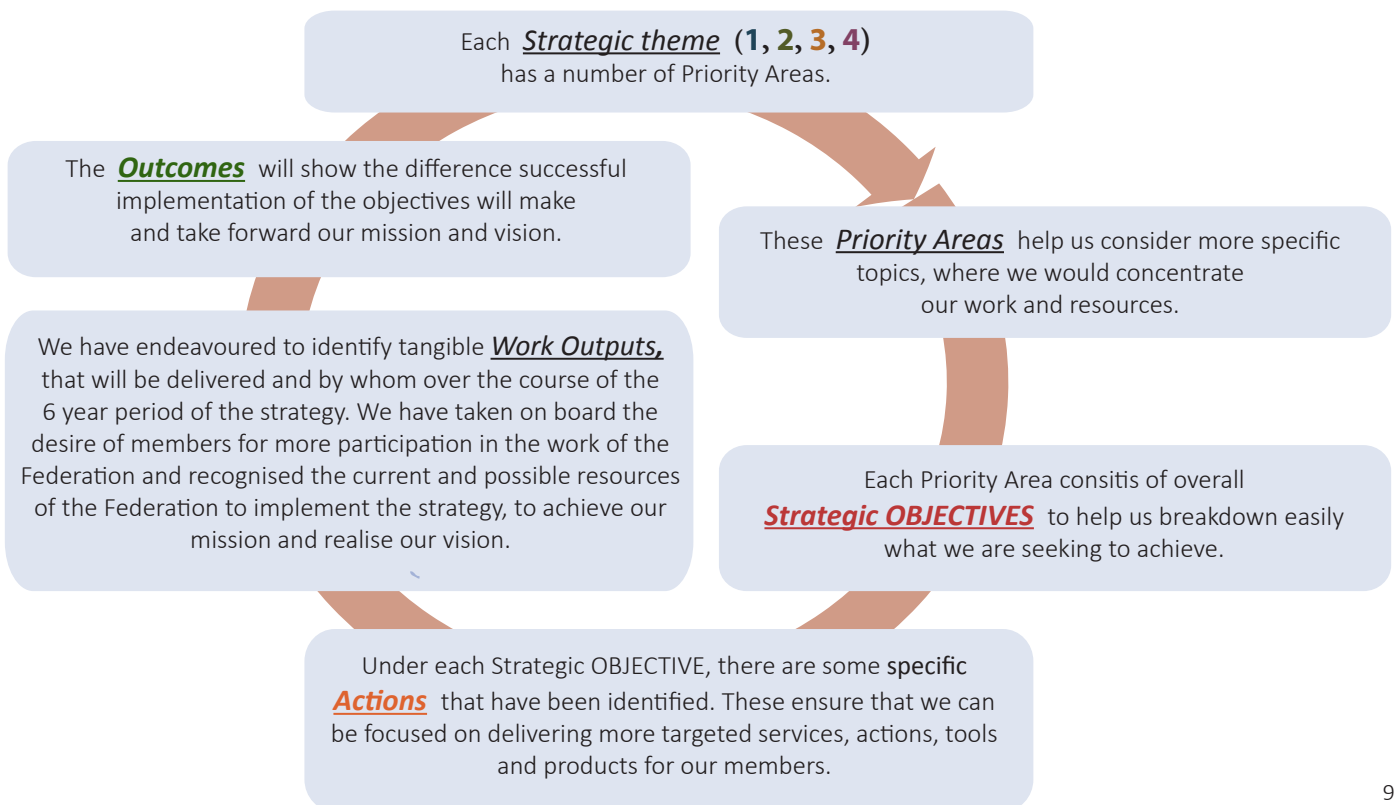 Each Strategic theme (1, 2, 3, 4)
has a number of Priority Areas.
These Priority Areas help us consider more specific
topics, where we would concentrate
our work and resources.
Each Priority Area consitis of overall
Strategic OBJECTIVES to help us breakdown easily
what we are seeking to achieve.
Under each Strategic OBJECTIVE, there are some specific
Actions that have been identified. These ensure that we can
be focused on delivering more targeted services, actions, tools
and products for our members.
We have endeavoured to identify tangible Work Outputs,
that will be delivered and by whom over the course of the
6 year period of the strategy. We have taken on board the
desire of members for more participation in the work of the
Federation and recognised the current and possible resources
of the Federation to implement the strategy, to achieve our
mission and realise our vision.
The Outcomes will show the difference successful
implementation of the objectives will make
and take forward our mission and vision.
9